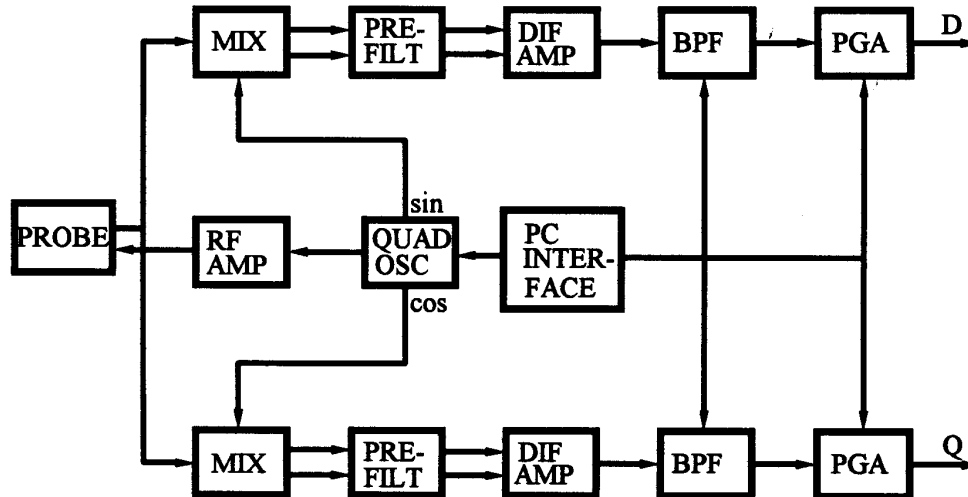 D
MIX
PRE-
FILT
DIF
AMP
BPF
PGA
sin
PROBE
RF
AMP
QUAD
OSC
PC
INTER-
FACE
cos
MIX
PRE-
FILT
DIF
AMP
BPF
PGA
Q